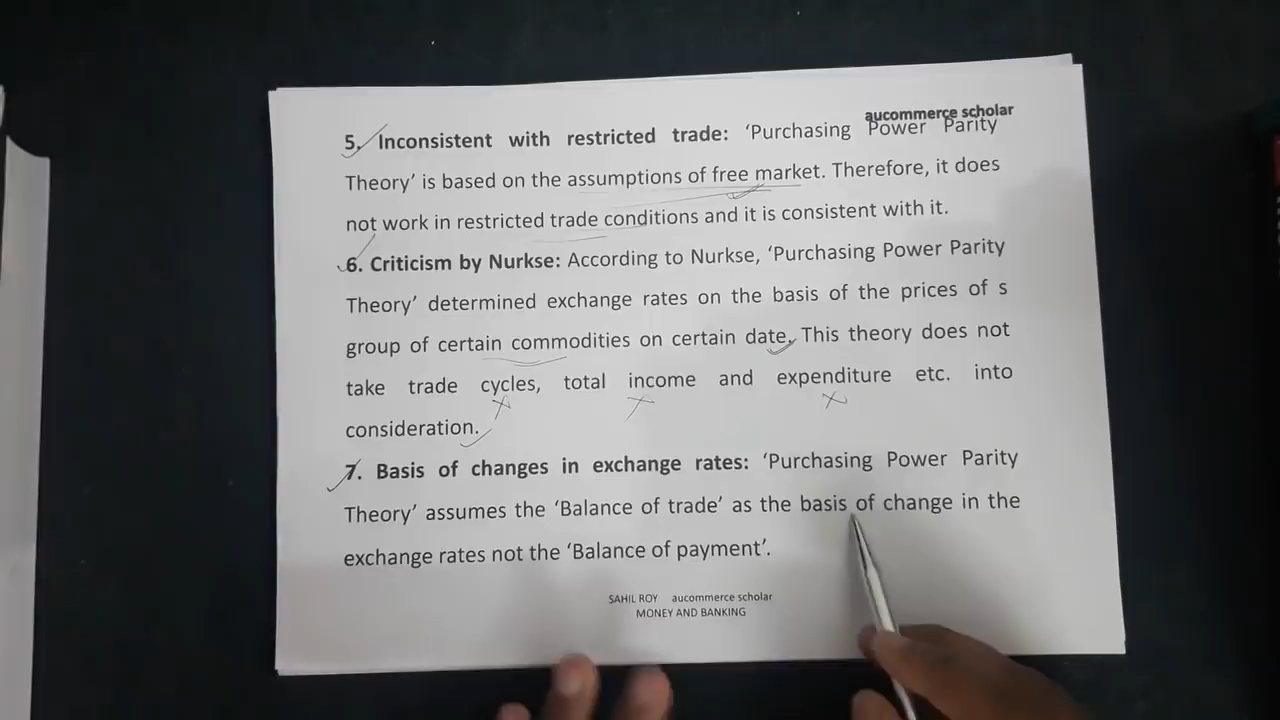 aucommerce scholar
5. Inconsistent with restricted trade: ‘Purchasing Power Parity
Theory’ is based on the assumptions of free market. Therefore, it does
not work in restricted trade conditions and it is consistent with it.
6. Criticism by Nurkse: According to Nurkse, ‘Purchasing Power Parity
Theory’ determined exchange rates on the basis of the prices of s
group of certain commodities on certain date. This theory does not
take trade cycles, total income and expenditure etc. into
consideration.
7. Basis of changes in exchange rates: ‘Purchasing Power Parity
Theory’ assumes the ‘Balance of trade’ as the basis of change in the
exchange rates not the ‘Balance of payment’.
SAHIL ROY aucommerce scholar
MONEY AND BANKING